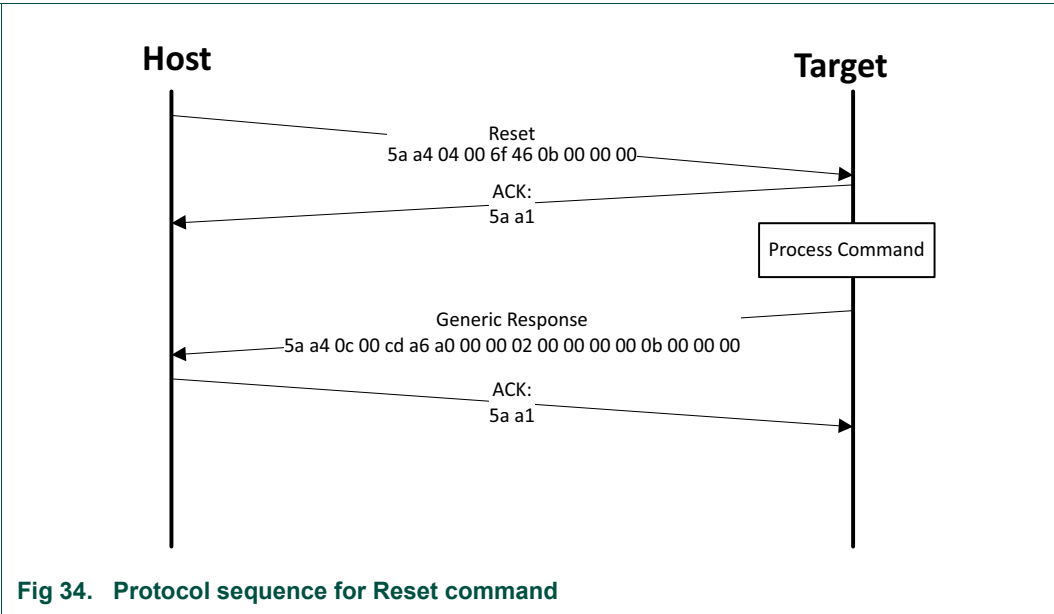 Host
Target
Reset
5a a4 04 00 6f 46 0b 00 00 00
ACK:
5a a1
Process Command
Generic Response
5a a4 0c 00 cd a6 a0 00 00 02 00 00 00 00 0b 00 00 00
ACK:
5a a1
Fig 34. Protocol sequence for Reset command